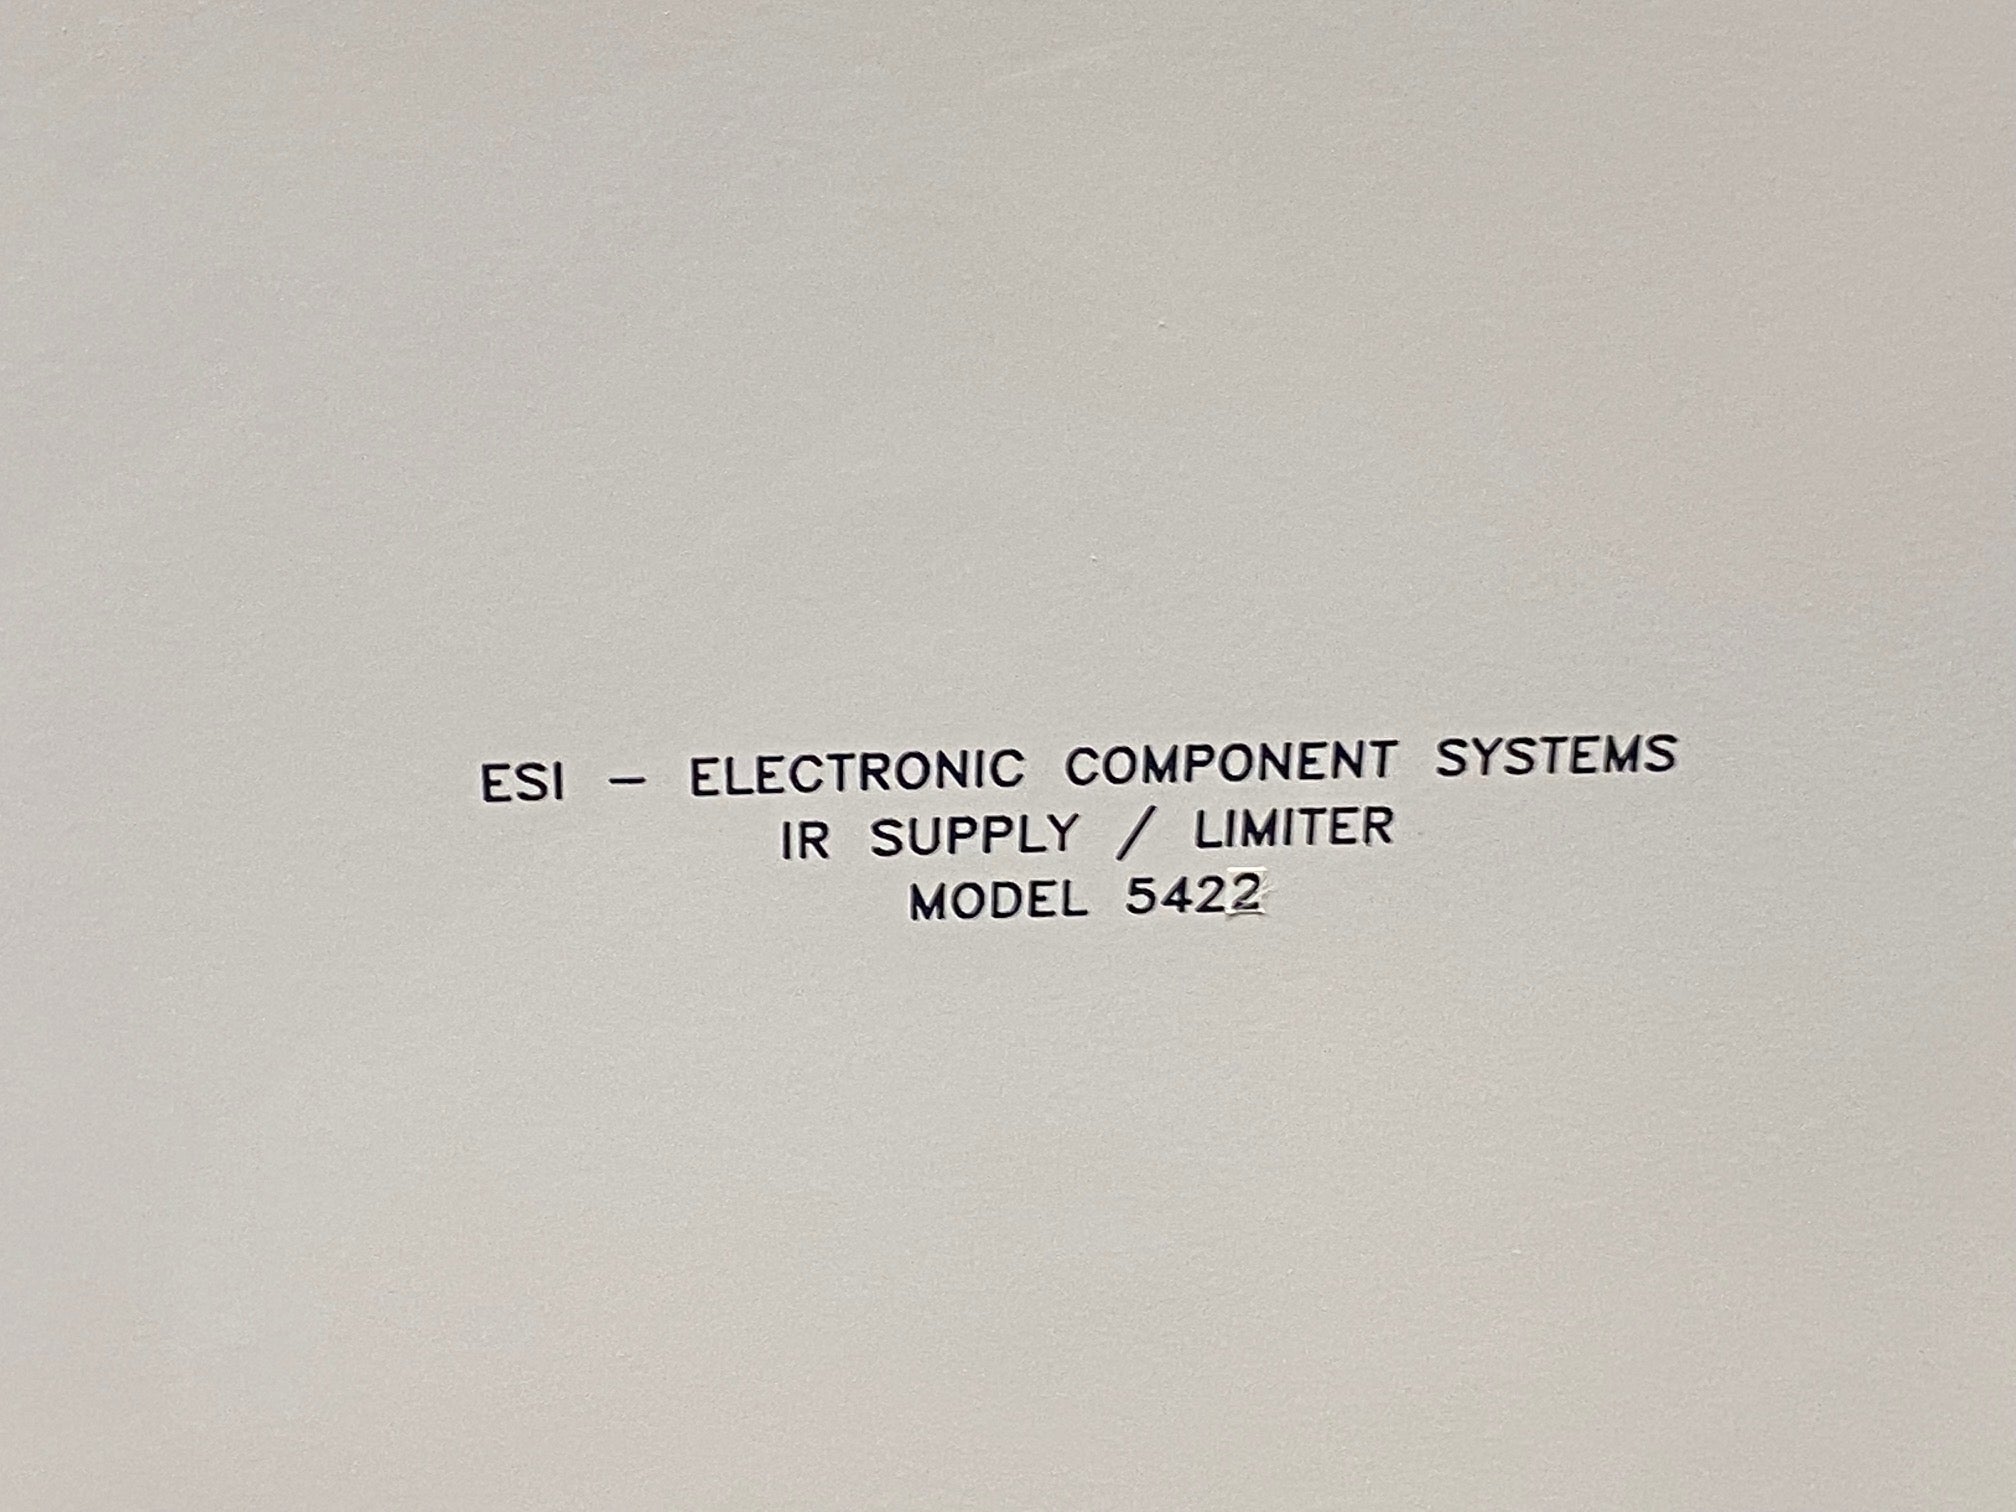 ESI - ELECTRONIC COMPONENT SYSTEMS
IR SUPPLY / LIMITER
MODEL 5422